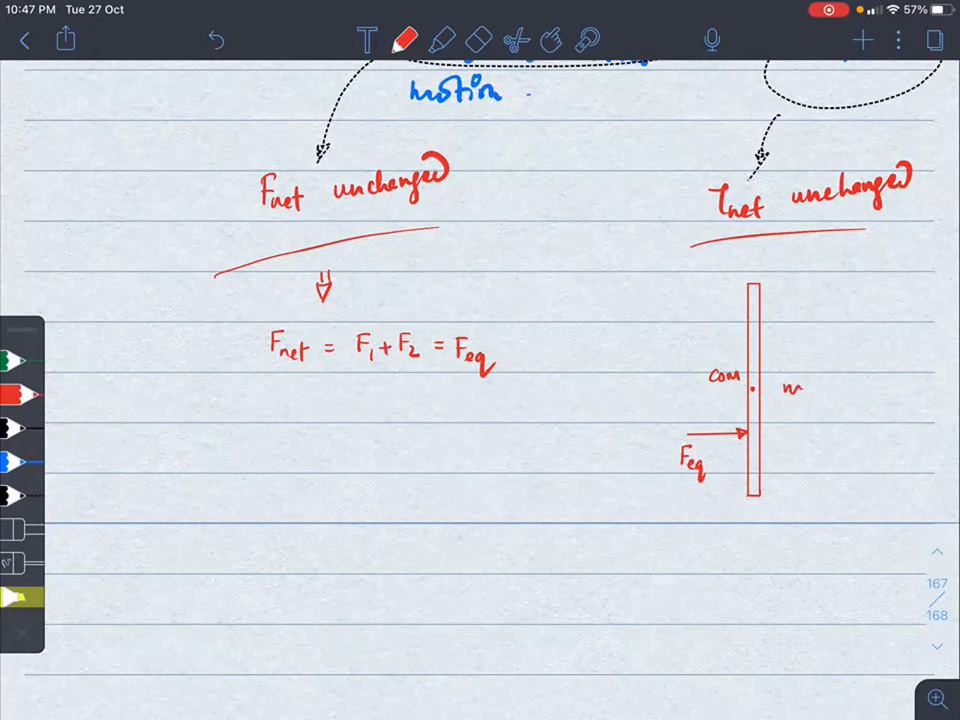 10:47 PM Tue 27 Oct
57%
motion
Fnet unchanged
τnet unchanged
Fnet = F1 + F2 = Feq
com
m
Feq
167
168